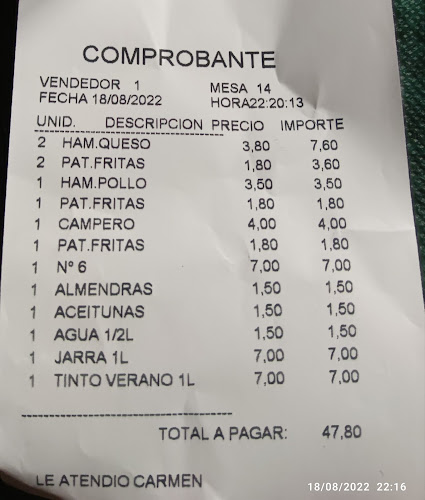 COMPROBANTE
VENDEDOR 1 MESA 14
FECHA 18/08/2022 HORA22:20:13
UNID. DESCRIPCION PRECIO IMPORTE
2 HAM.QUESO 3,80 7,60
2 PAT.FRITAS 1,80 3,60
1 HAM.POLLO 3,50 3,50
1 PAT.FRITAS 1,80 1,80
1 CAMPERO 4,00 4,00
1 PAT.FRITAS 1,80 1,80
1 Nº 6 7,00 7,00
1 ALMENDRAS 1,50 1,50
1 ACEITUNAS 1,50 1,50
1 AGUA 1/2L 1,50 1,50
1 JARRA 1L 7,00 7,00
1 TINTO VERANO 1L 7,00 7,00
TOTAL A PAGAR: 47,80
LE ATENDIO CARMEN
18/08/2022 22:16